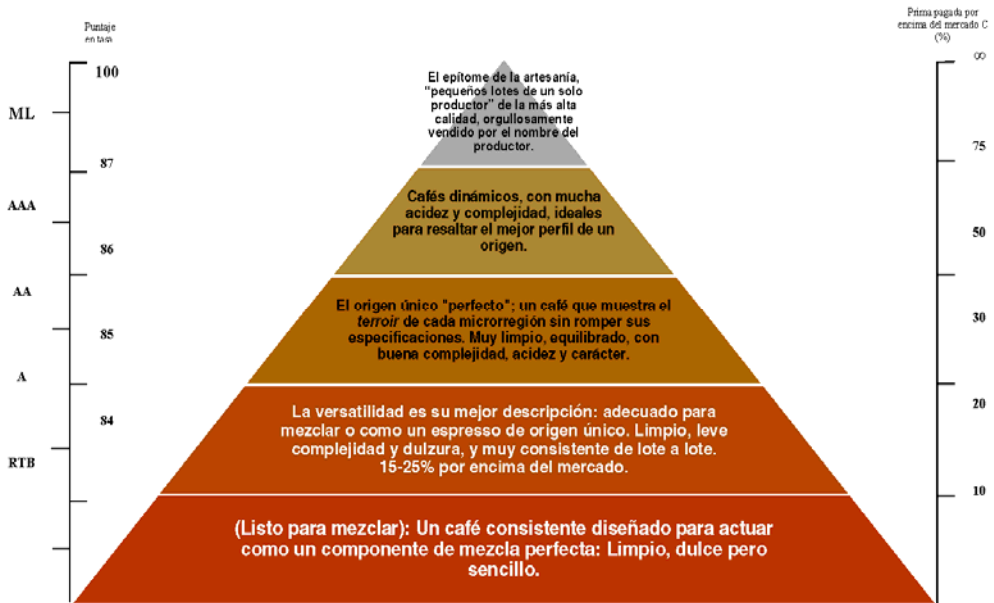 Puntaje
en tasa
Prima pagada por
encima del mercado C
(%)
100
∞
ML
87
75
AAA
86
50
AA
85
30
A
84
20
RTB
10
El epítome de la artesanía,
"pequeños lotes de un solo
productor" de la más alta
calidad, orgullosamente
vendido por el nombre del
productor.
Cafés dinámicos, con mucha
acidez y complejidad, ideales
para resaltar el mejor perfil de un
origen.
El origen único "perfecto"; un café que muestra el
terroir de cada microrregión sin romper sus
especificaciones. Muy limpio, equilibrado, con
buena complejidad, acidez y carácter.
La versatilidad es su mejor descripción: adecuado para
mezclar o como un espresso de origen único. Limpio, leve
complejidad y dulzura, y muy consistente de lote a lote.
15-25% por encima del mercado.
(Listo para mezclar): Un café consistente diseñado para actuar
como un componente de mezcla perfecta: Limpio, dulce pero
sencillo.